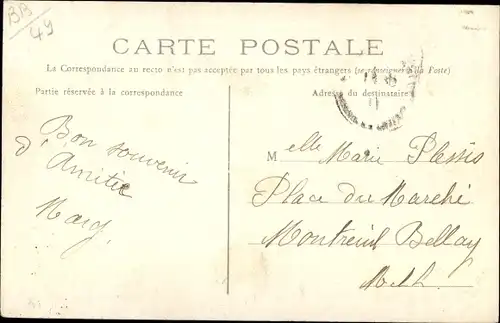 BB
49
CARTE POSTALE
La Correspondance au recto n'est pas acceptée par tous les pays étrangers (se renseigner à la Poste)
Partie réservée à la correspondance
Adresse du destinataire
Bon souvenir
d'Amitié
Marg.
Melle Marie Plessis
Place du Marché
Montreuil Bellay
M et L.